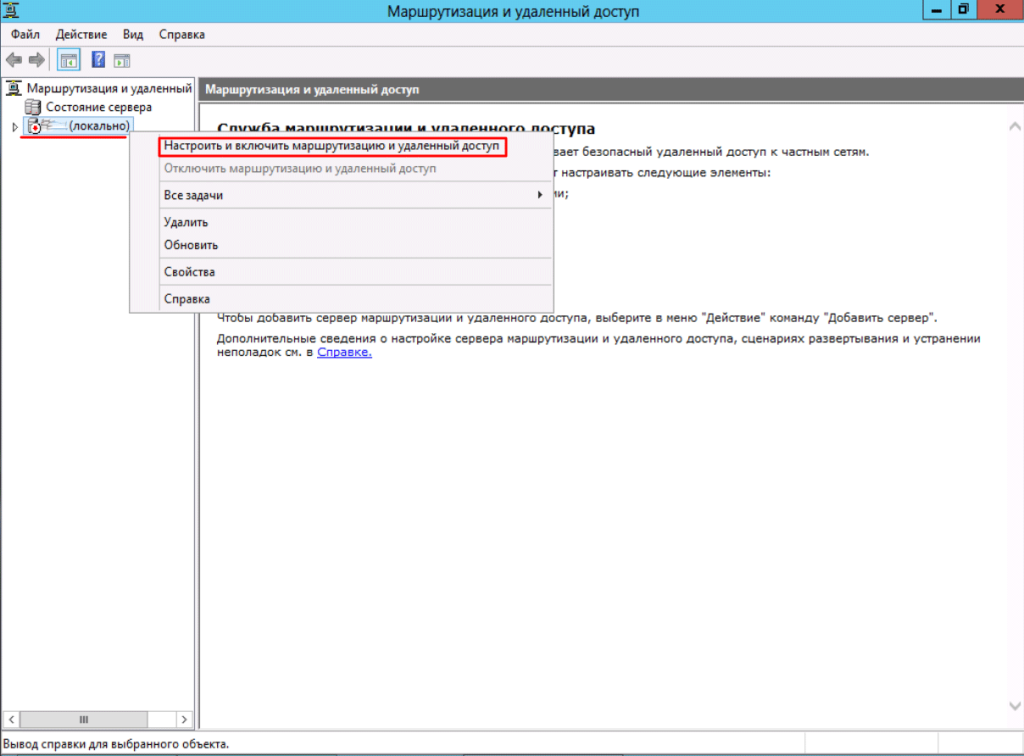 Маршрутизация и удаленный доступ
Файл Действие Вид Справка
Маршрутизация и удаленный
Состояние сервера
(локально)
Маршрутизация и удаленный доступ
Служба маршрутизации и удаленного доступа
Настроить и включить маршрутизацию и удаленный доступ
вает безопасный удаленный доступ к частным сетям.
Отключить маршрутизацию и удаленный доступ
т настраивать следующие элементы:
Все задачи
ии;
Удалить
Обновить
Свойства
Справка
Чтобы добавить сервер маршрутизации и удаленного доступа, выберите в меню "Действие" команду "Добавить сервер".
Дополнительные сведения о настройке сервера маршрутизации и удаленного доступа, сценариях развертывания и устранении
неполадок см. в Справке.
Вывод справки для выбранного объекта.